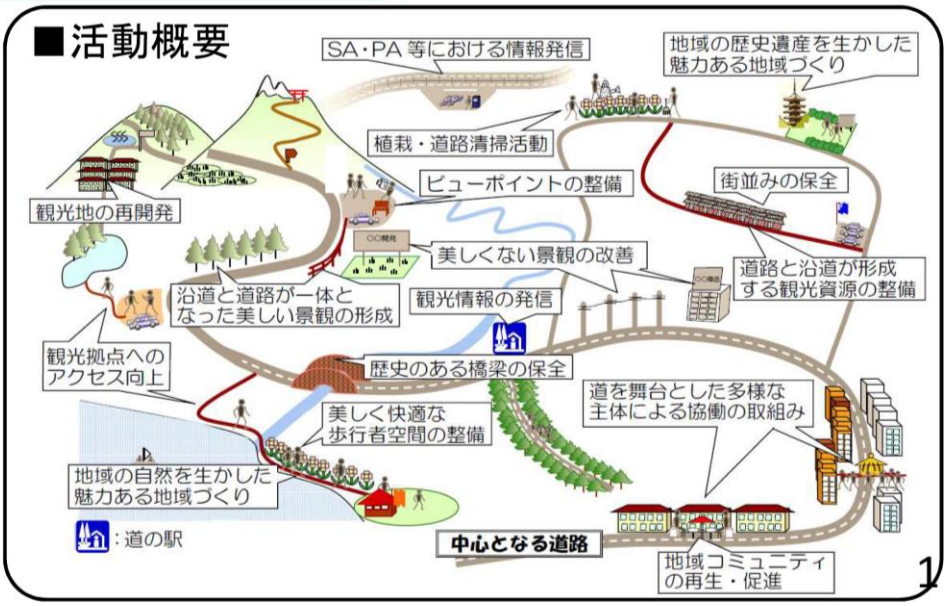 ■活動概要
SA・PA 等における情報発信
地域の歴史遺産を生かした
魅力ある地域づくり
植栽・道路清掃活動
ビューポイントの整備
街並みの保全
観光地の再開発
○○開発
美しくない景観の改善
○○商店
道路と沿道が形成
する観光資源の整備
沿道と道路が一体と
なった美しい景観の形成
観光情報の発信
観光拠点への
アクセス向上
歴史のある橋梁の保全
道を舞台とした多様な
主体による協働の取組み
美しく快適な
歩行者空間の整備
地域の自然を生かした
魅力ある地域づくり
:道の駅
中心となる道路
地域コミュニティ
の再生・促進
1